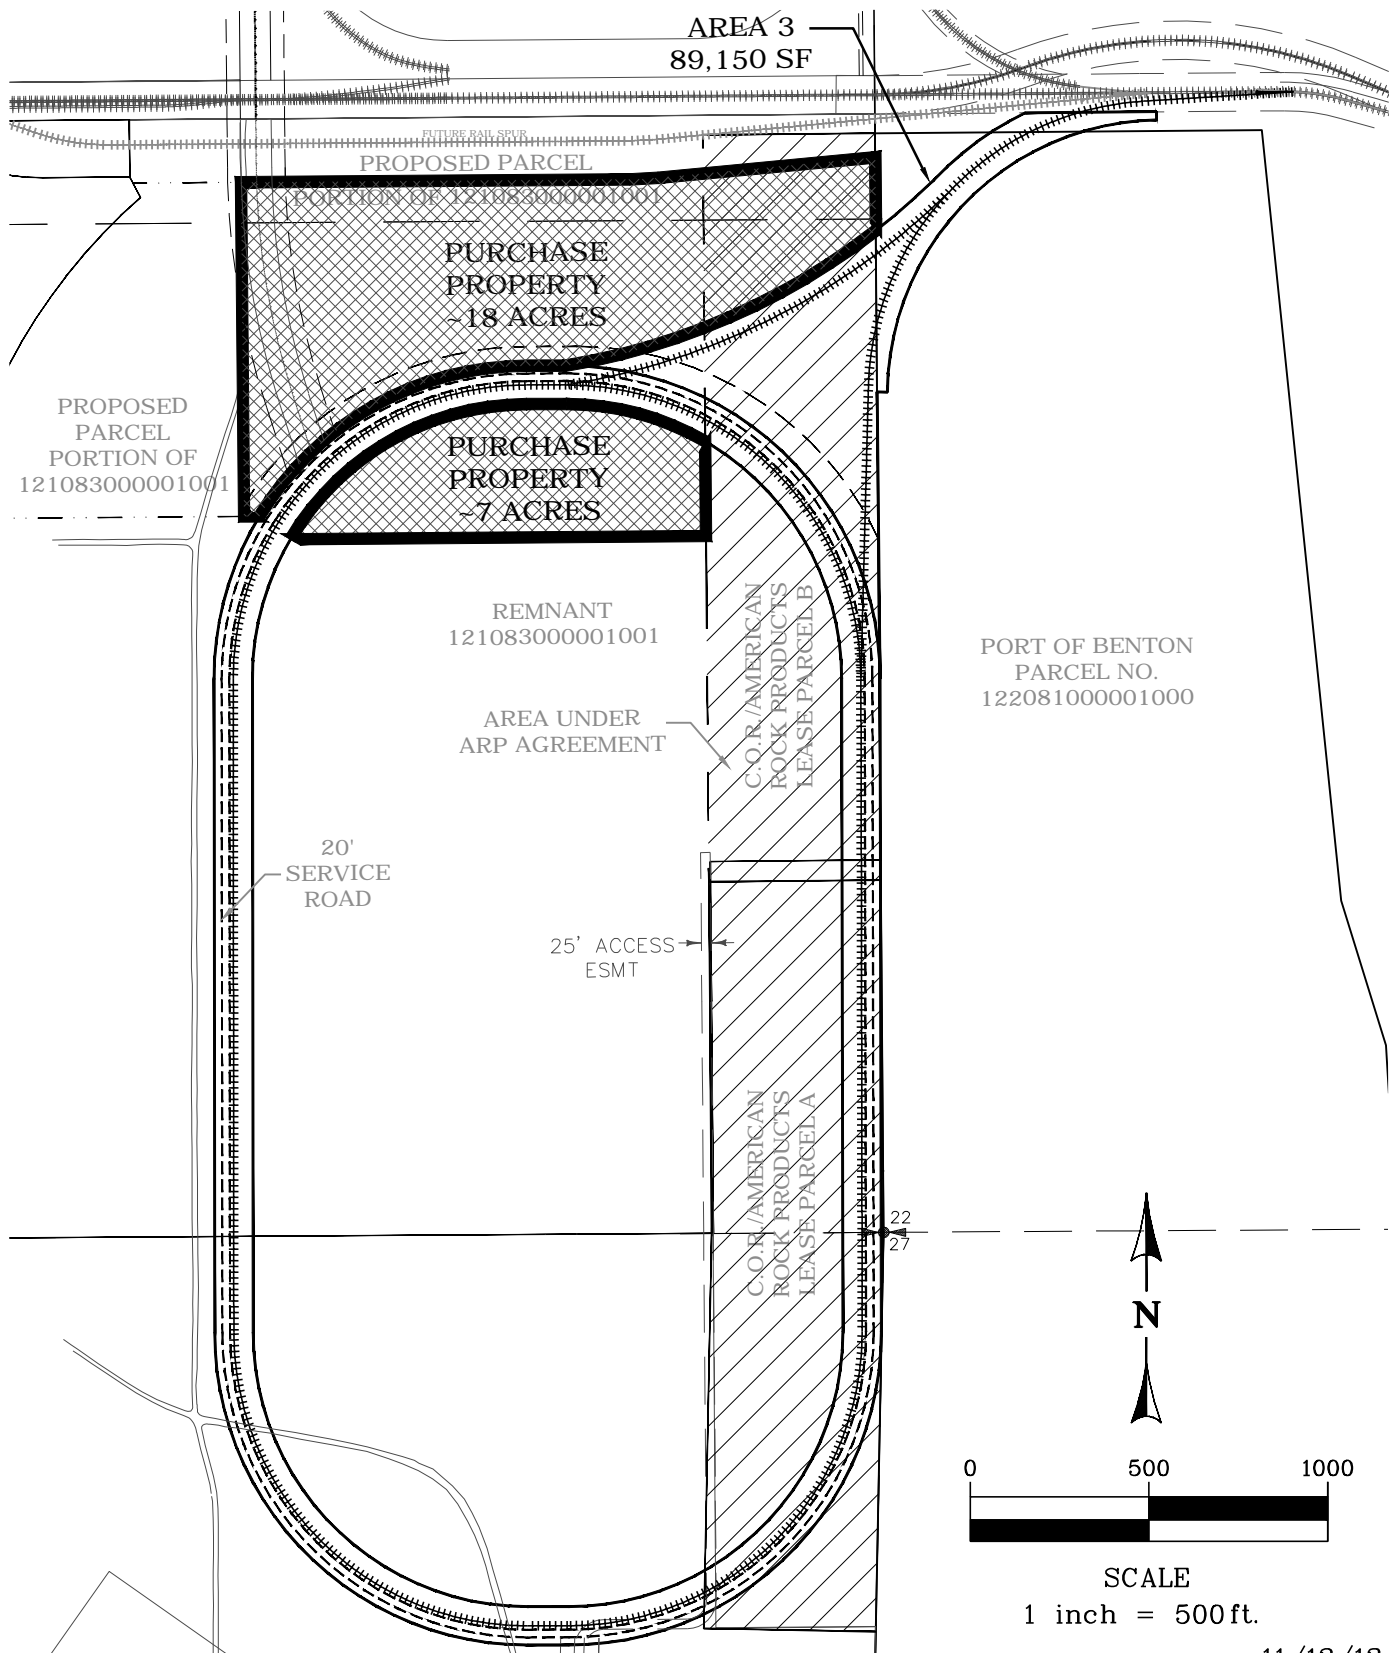 AREA 3
89,150 SF
FUTURE RAIL SPUR
PROPOSED PARCEL
PORTION OF 121083000001001
PURCHASE
PROPERTY
~18 ACRES
PROPOSED
PARCEL
PORTION OF
121083000001001
PURCHASE
PROPERTY
~7 ACRES
REMNANT
121083000001001
C.O.R./AMERICAN
ROCK PRODUCTS
LEASE PARCEL B
PORT OF BENTON
PARCEL NO.
122081000001000
AREA UNDER
ARP AGREEMENT
20'
SERVICE
ROAD
25' ACCESS
ESMT
C.O.R./AMERICAN
ROCK PRODUCTS
LEASE PARCEL A
22
27
N
0 500 1000
SCALE
1 inch = 500 ft.